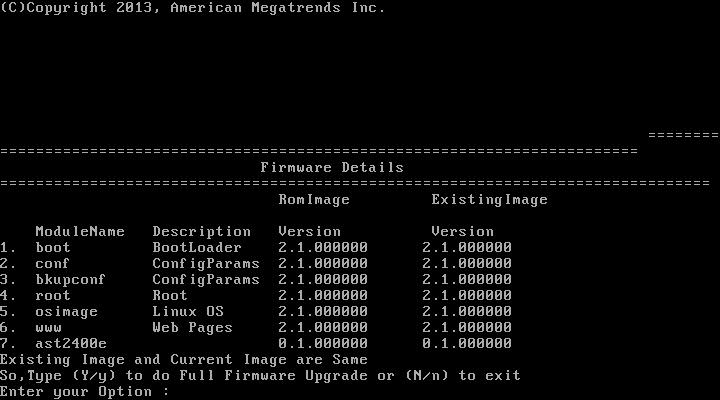 (C)Copyright 2013, American Megatrends Inc.
========
=======================================================================
Firmware Details
===============================================================================
RomImage ExistingImage
ModuleName Description Version Version
1. boot BootLoader 2.1.000000 2.1.000000
2. conf ConfigParams 2.1.000000 2.1.000000
3. bkupconf ConfigParams 2.1.000000 2.1.000000
4. root Root 2.1.000000 2.1.000000
5. osimage Linux OS 2.1.000000 2.1.000000
6. www Web Pages 2.1.000000 2.1.000000
7. ast2400e 0.1.000000 0.1.000000
Existing Image and Current Image are Same
So,Type (Y/y) to do Full Firmware Upgrade or (N/n) to exit
Enter your Option :